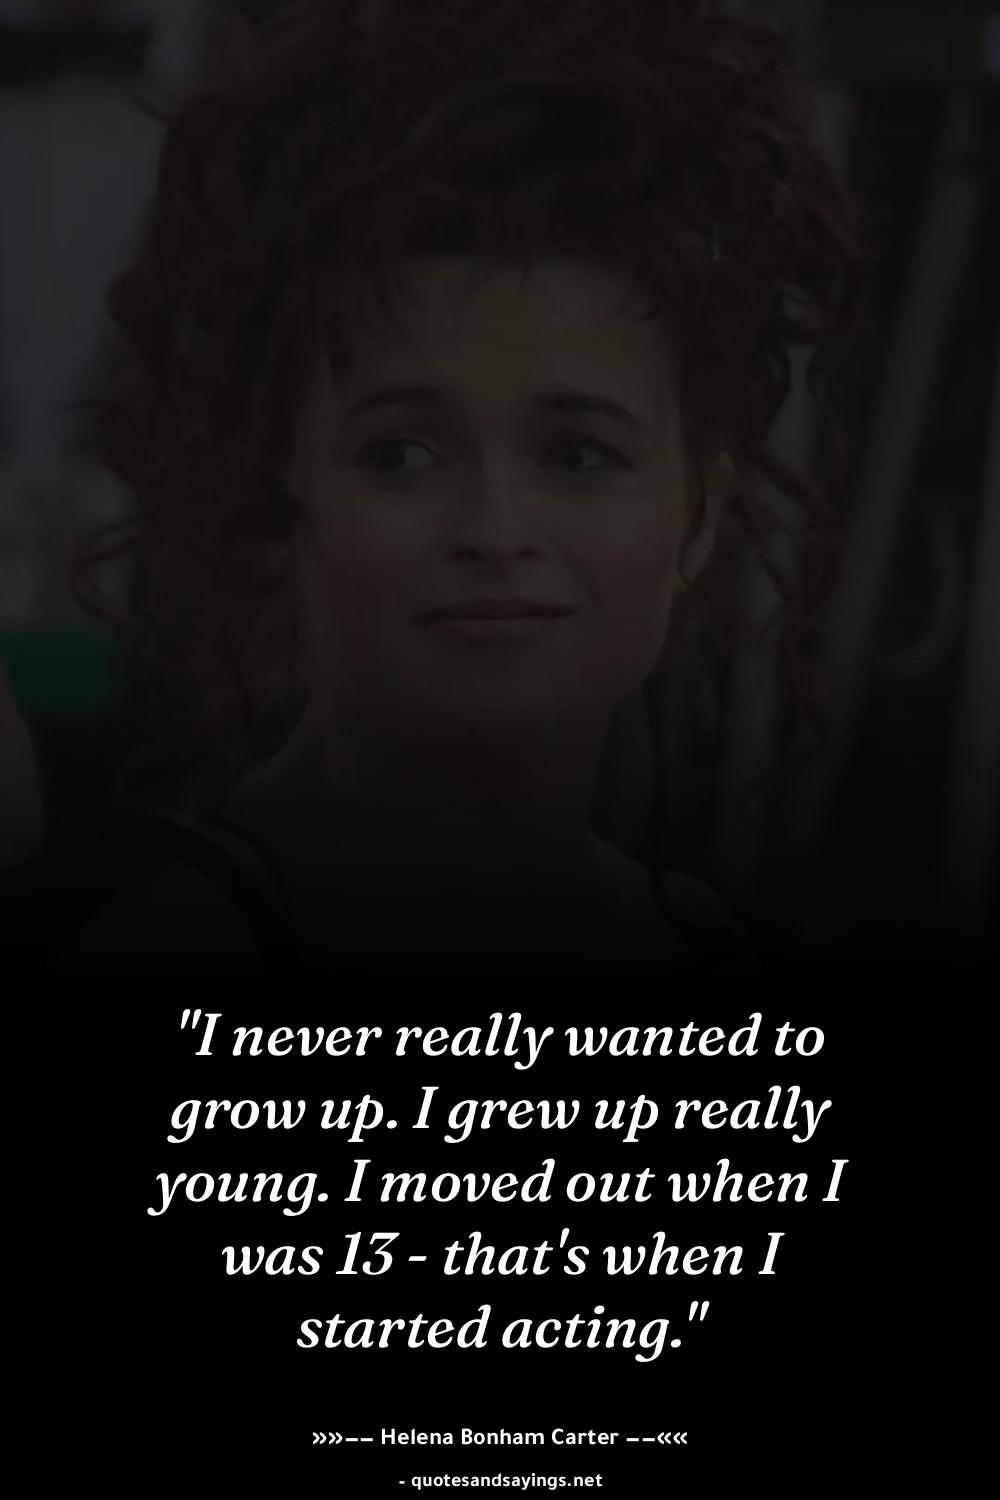 "I never really wanted to
grow up. I grew up really
young. I moved out when I
was 13 - that's when I
started acting."
»»−− Helena Bonham Carter −−««
- quotesandsayings.net